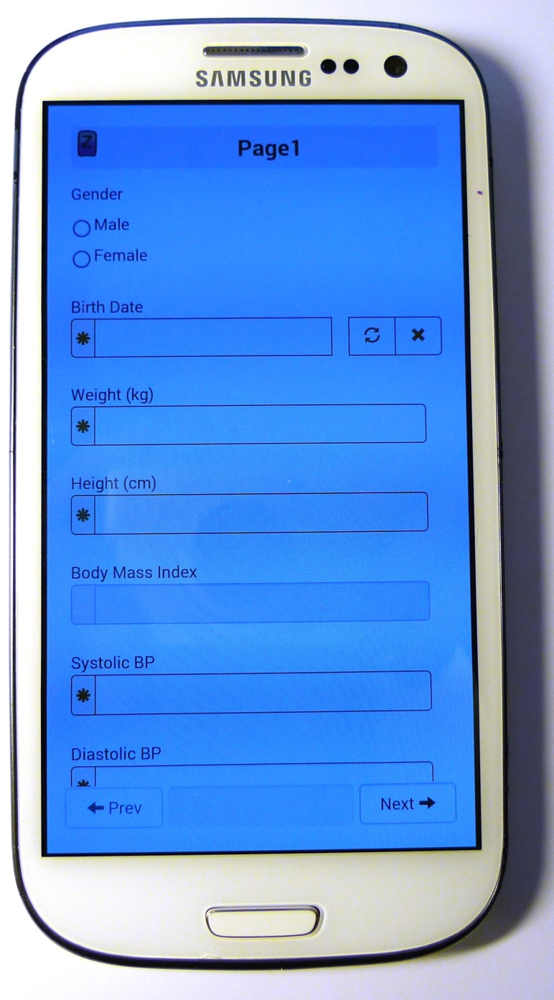 SAMSUNG
Z
Page1
Gender
Male
Female
Birth Date
Weight (kg)
Height (cm)
Body Mass Index
Systolic BP
Diastolic BP
Prev
Next